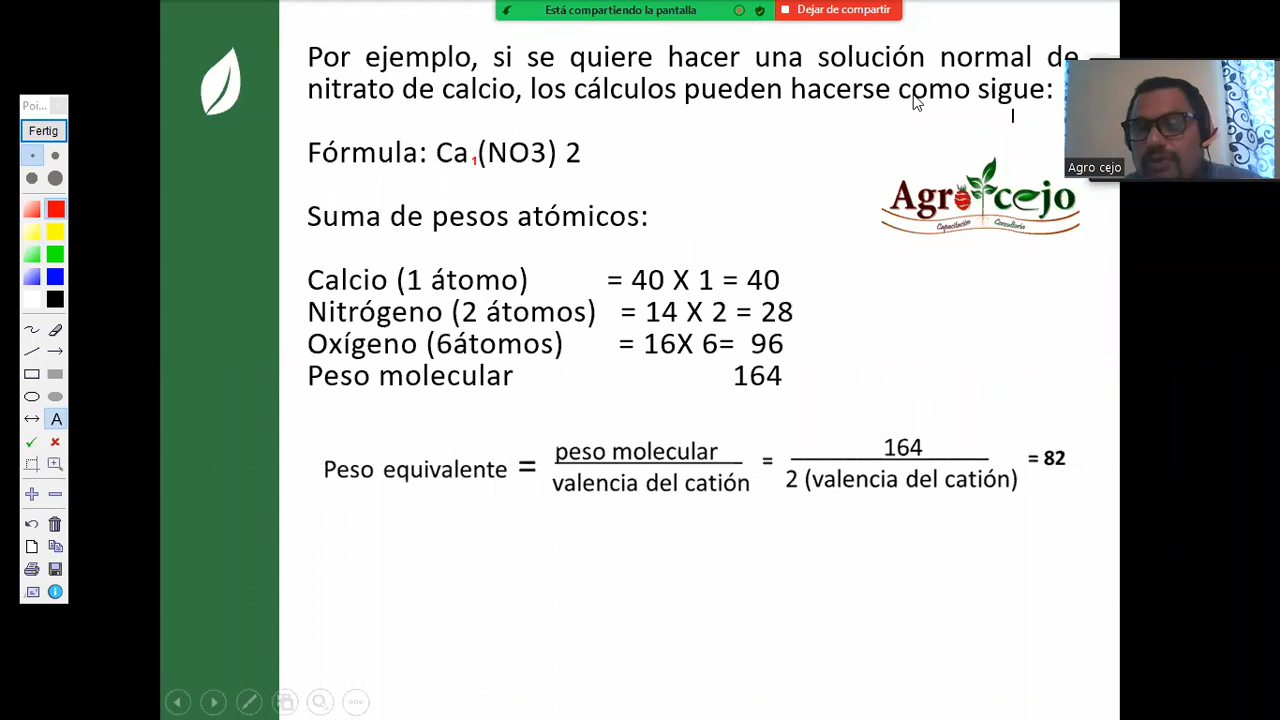 Está compartiendo la pantalla
Dejar de compartir
Por ejemplo, si se quiere hacer una solución normal de
nitrato de calcio, los cálculos pueden hacerse como sigue:
Poi...
Fertig
A
Agro cejo
Fórmula: Ca1(NO3) 2
Agro cejo
Capacitación Consultoría
Suma de pesos atómicos:
Calcio (1 átomo) = 40 X 1 = 40
Nitrógeno (2 átomos) = 14 X 2 = 28
Oxígeno (6átomos) = 16X 6= 96
Peso molecular 164
Peso equivalente = peso molecular = 164 = 82
valencia del catión 2 (valencia del catión)